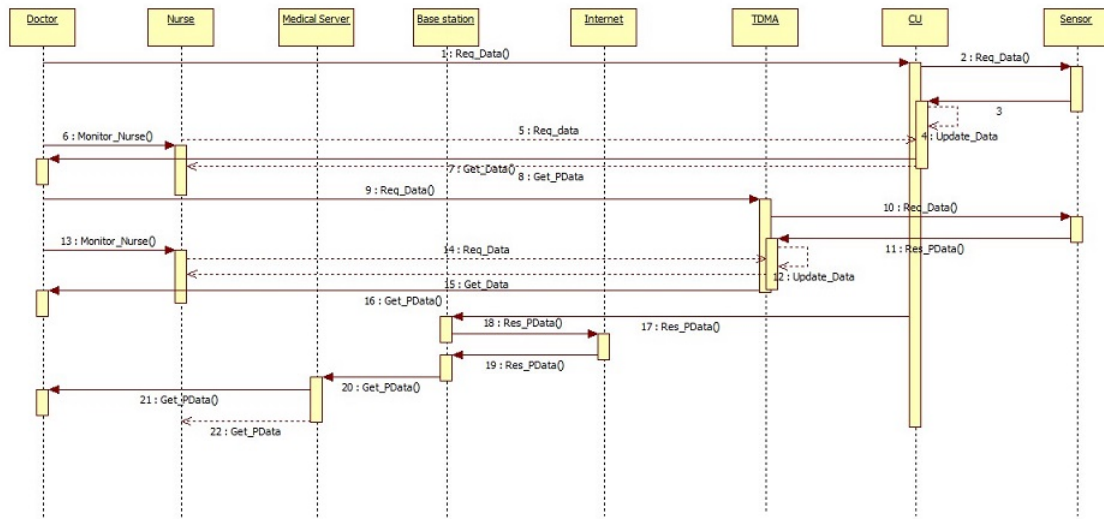 Doctor
Nurse
Medical Server
Base station
Internet
TDMA
CU
Sensor
1 : Req_Data()
2 : Req_Data()
3
4 : Update_Data
5 : Req_data
6 : Monitor_Nurse()
7 : Get_Data()
8 : Get_PData
9 : Req_Data()
10 : Req_Data()
11 : Res_PData()
13 : Monitor_Nurse()
14 : Req_Data
12 : Update_Data
15 : Get_Data
16 : Get_PData()
17 : Res_PData()
18 : Res_PData()
19 : Res_PData()
20 : Get_PData()
21 : Get_PData()
22 : Get_PData